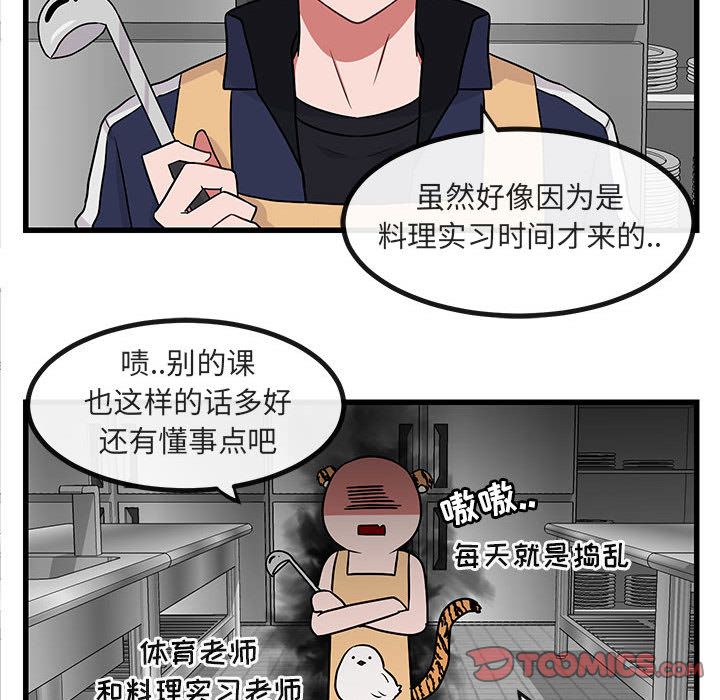 虽然好像因为是
料理实习时间才来的..
啧..别的课
也这样的话多好
还有懂事点吧
嗷嗷..
每天就是捣乱
体育老师
和料理实习老师
TOOMICS.COM